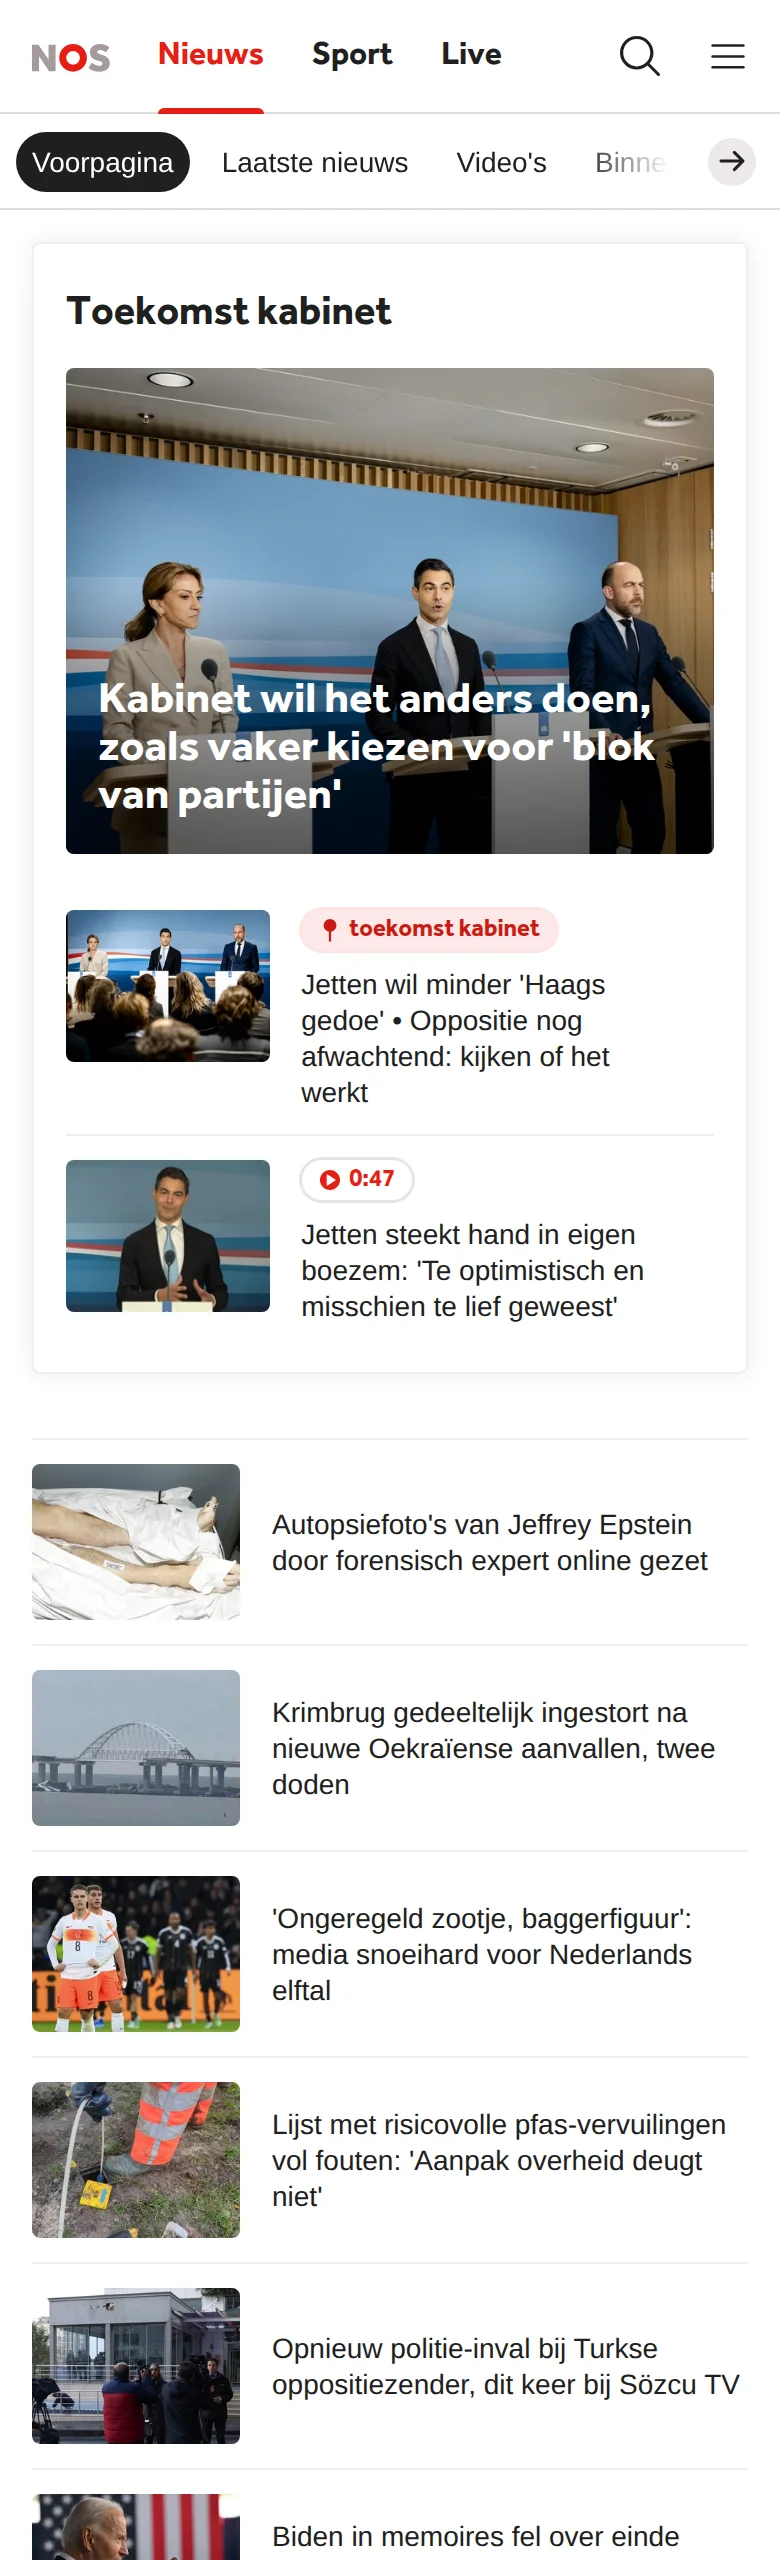 NOS
Nieuws
Sport
Live
Voorpagina
Laatste nieuws
Video's
Binne
Toekomst kabinet
Kabinet wil het anders doen,
zoals vaker kiezen voor 'blok
van partijen'
toekomst kabinet
Jetten wil minder 'Haags
gedoe' • Oppositie nog
afwachtend: kijken of het
werkt
0:47
Jetten steekt hand in eigen
boezem: 'Te optimistisch en
misschien te lief geweest'
Autopsiefoto's van Jeffrey Epstein
door forensisch expert online gezet
Krimbrug gedeeltelijk ingestort na
nieuwe Oekraïense aanvallen, twee
doden
'Ongeregeld zootje, baggerfiguur':
media snoeihard voor Nederlands
elftal
Lijst met risicovolle pfas-vervuilingen
vol fouten: 'Aanpak overheid deugt
niet'
Opnieuw politie-inval bij Turkse
oppositiezender, dit keer bij Sözcu TV
Biden in memoires fel over einde